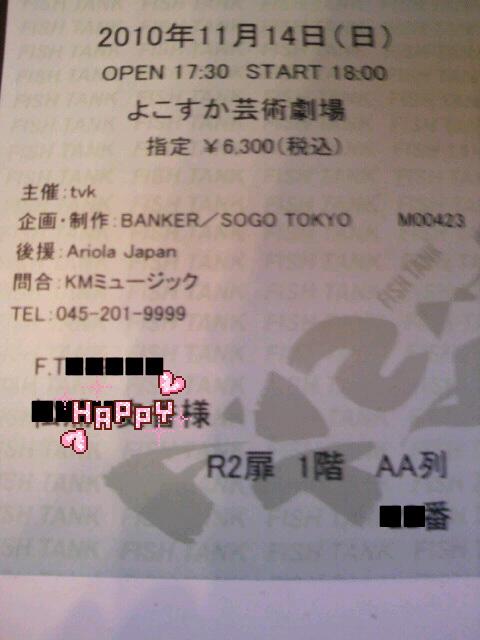 2010年11月14日(日)
OPEN 17:30 START 18:00
よこすか芸術劇場
指定 ¥6,300(税込)
主催:tvk
企画・制作:BANKER/SOGO TOKYO M00423
後援:Ariola Japan
問合:KMミュージック
TEL:045-201-9999
F.T
HAPPY 様
R2扉 1階 AA列
番
FISH TANK